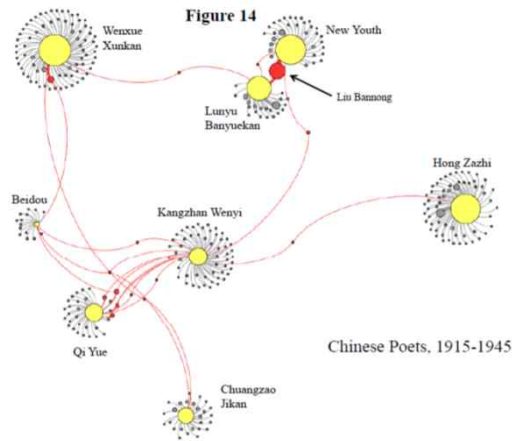 Figure 14
Wenxue
Xunkan
New Youth
Liu Bannong
Lunyu
Banyuekan
Hong Zazhi
Beidou
Kangzhan Wenyi
Qi Yue
Chinese Poets, 1915-1945
Chuangzao
Jikan